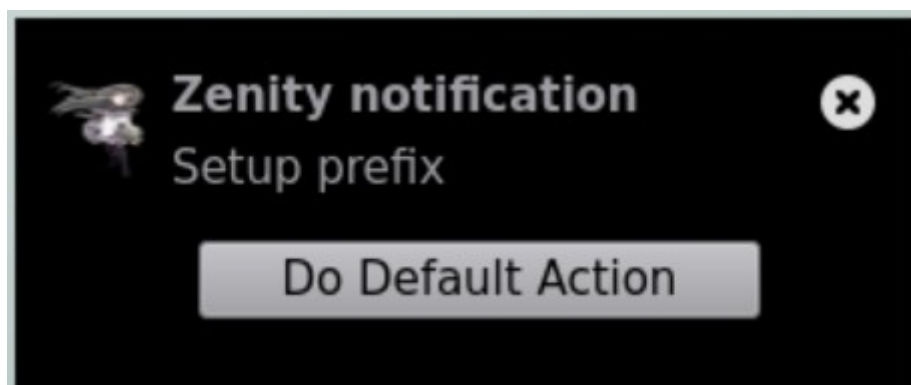 Zenity notification
Setup prefix
Do Default Action